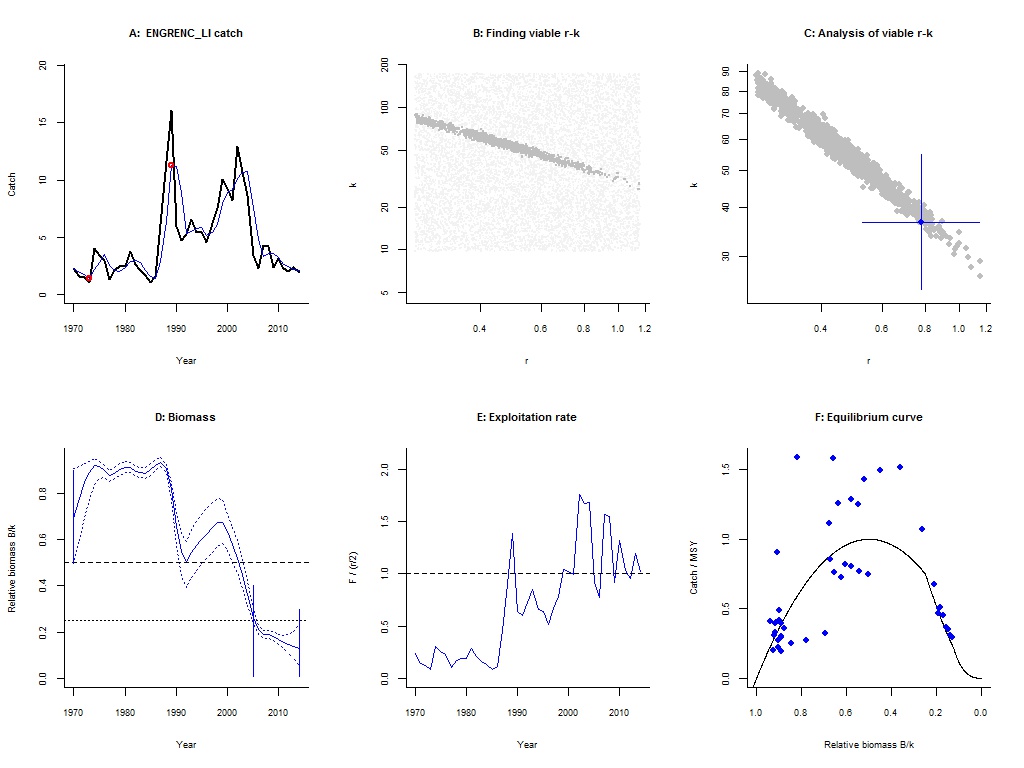 A:  ENGRENC_LI catch
B: Finding viable r-k
C: Analysis of viable r-k
Catch
20
15
10
5
0
1970 1980 1990 2000 2010
Year
k
200
100
50
20
10
5
0.4 0.6 0.8 1.0 1.2
r
k
90
80
70
60
50
40
30
0.4 0.6 0.8 1.0 1.2
r
D: Biomass
E: Exploitation rate
F: Equilibrium curve
Relative biomass B/k
0.8
0.6
0.4
0.2
0.0
1970 1980 1990 2000 2010
Year
F / (r/2)
2.0
1.5
1.0
0.5
0.0
1970 1980 1990 2000 2010
Year
Catch / MSY
1.5
1.0
0.5
0.0
1.0 0.8 0.6 0.4 0.2 0.0
Relative biomass B/k